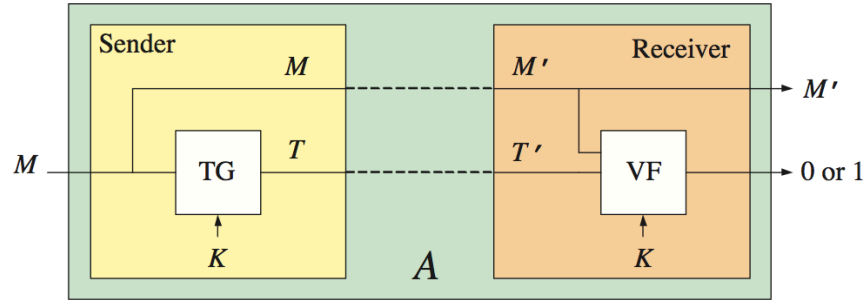 Sender
Receiver
M
M′
M′
M
TG
T
T′
VF
0 or 1
K
A
K